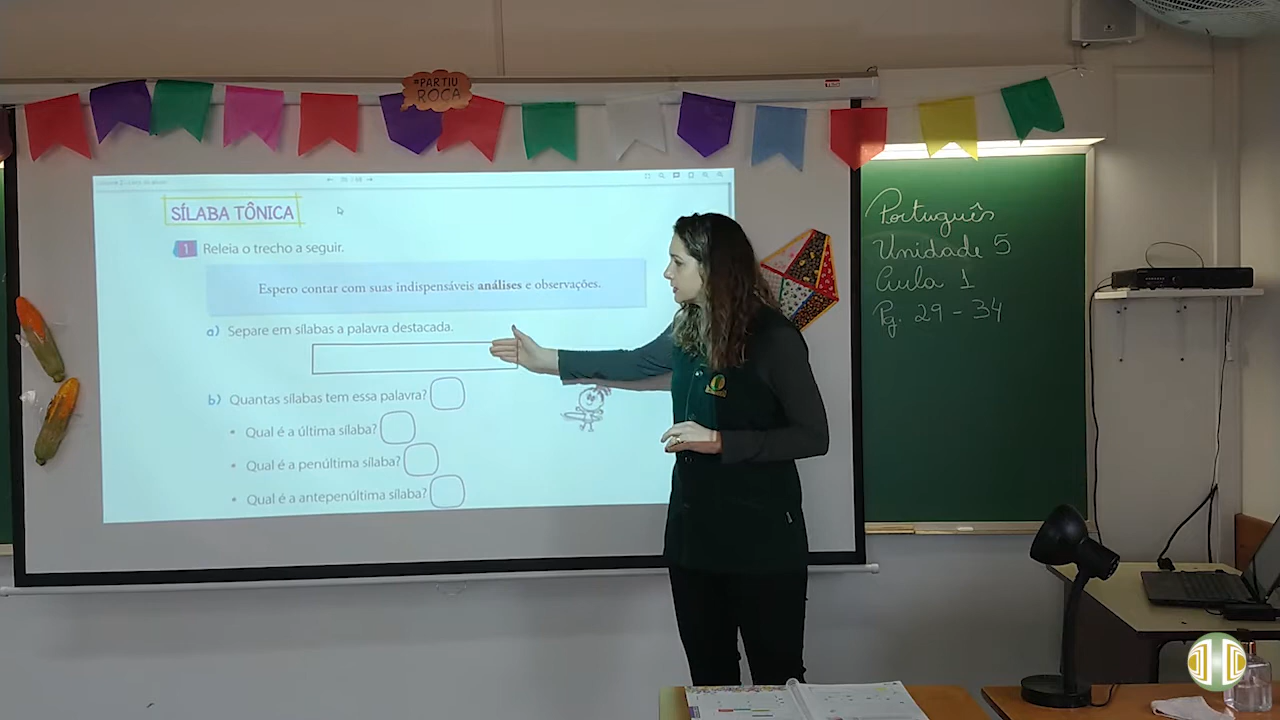 #PARTIU
ROÇA
SÍLABA TÔNICA
1 Releia o trecho a seguir.
Espero contar com suas indispensáveis análises e observações.
a) Separe em sílabas a palavra destacada.
b) Quantas sílabas tem essa palavra?
• Qual é a última sílaba?
• Qual é a penúltima sílaba?
• Qual é a antepenúltima sílaba?
Português
Unidade 5
Aula 1
Pg. 29 - 34